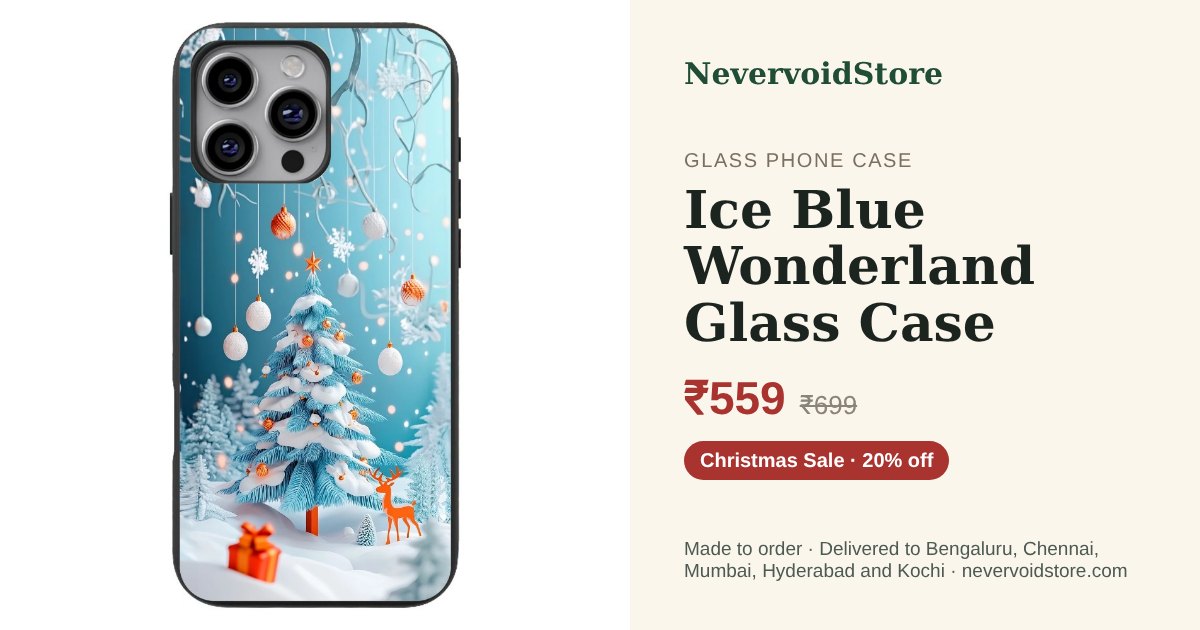 NevervoidStore
GLASS PHONE CASE
Ice Blue
Wonderland
Glass Case
₹559 ₹699
Christmas Sale · 20% off
Made to order · Delivered to Bengaluru, Chennai,
Mumbai, Hyderabad and Kochi · nevervoidstore.com